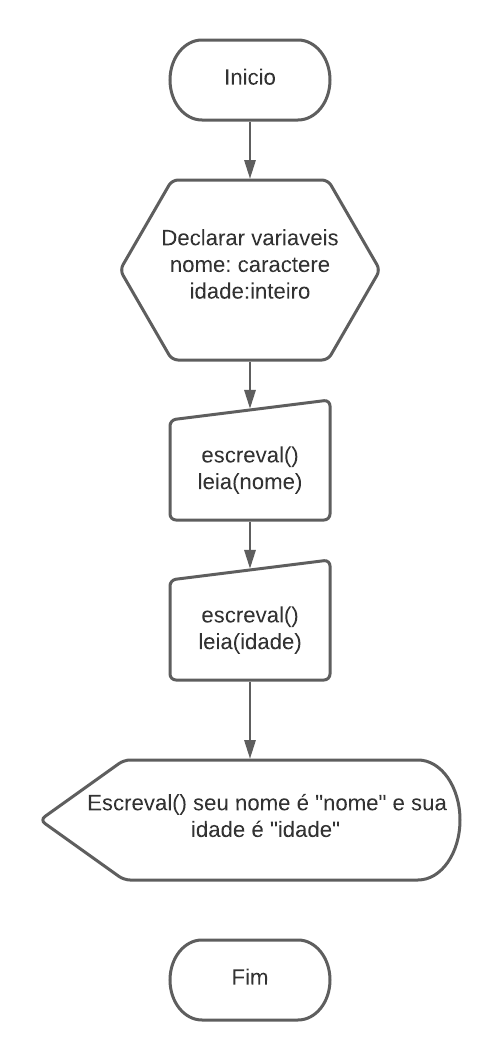 Inicio
Declarar variaveis
nome: caractere
idade:inteiro
escreval()
leia(nome)
escreval()
leia(idade)
Escreval() seu nome é "nome" e sua
idade é "idade"
Fim